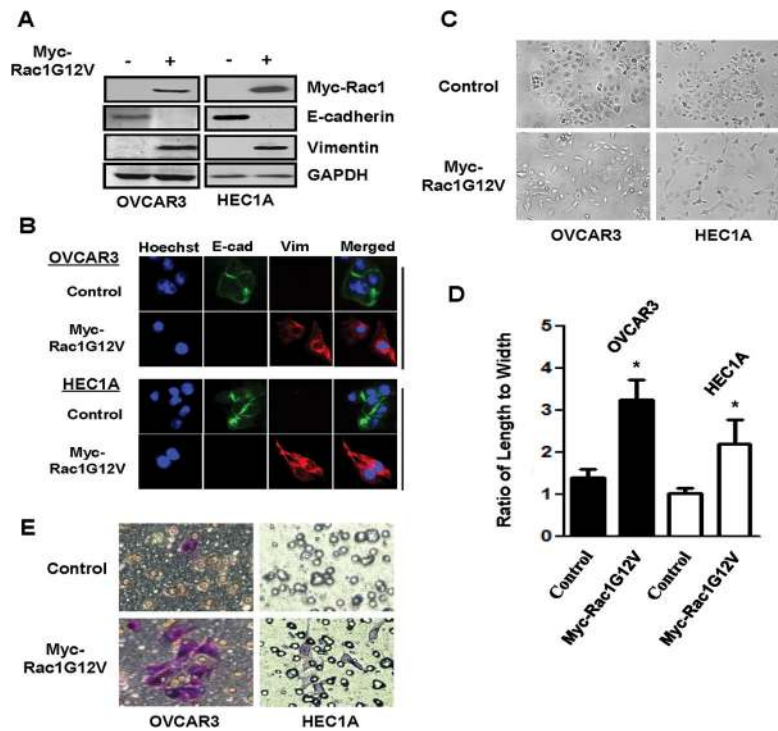 A
Myc-
Rac1G12V
- + - +
Myc-Rac1
E-cadherin
Vimentin
GAPDH
OVCAR3 HEC1A
B
Hoechst E-cad Vim Merged
OVCAR3
Control
Myc-
Rac1G12V
HEC1A
Control
Myc-
Rac1G12V
C
Control
Myc-
Rac1G12V
OVCAR3 HEC1A
D
Ratio of Length to Width
5
4
3
2
1
0
OVCAR3
*
HEC1A
*
Control
Myc-Rac1G12V
Control
Myc-Rac1G12V
E
Control
Myc-
Rac1G12V
OVCAR3 HEC1A